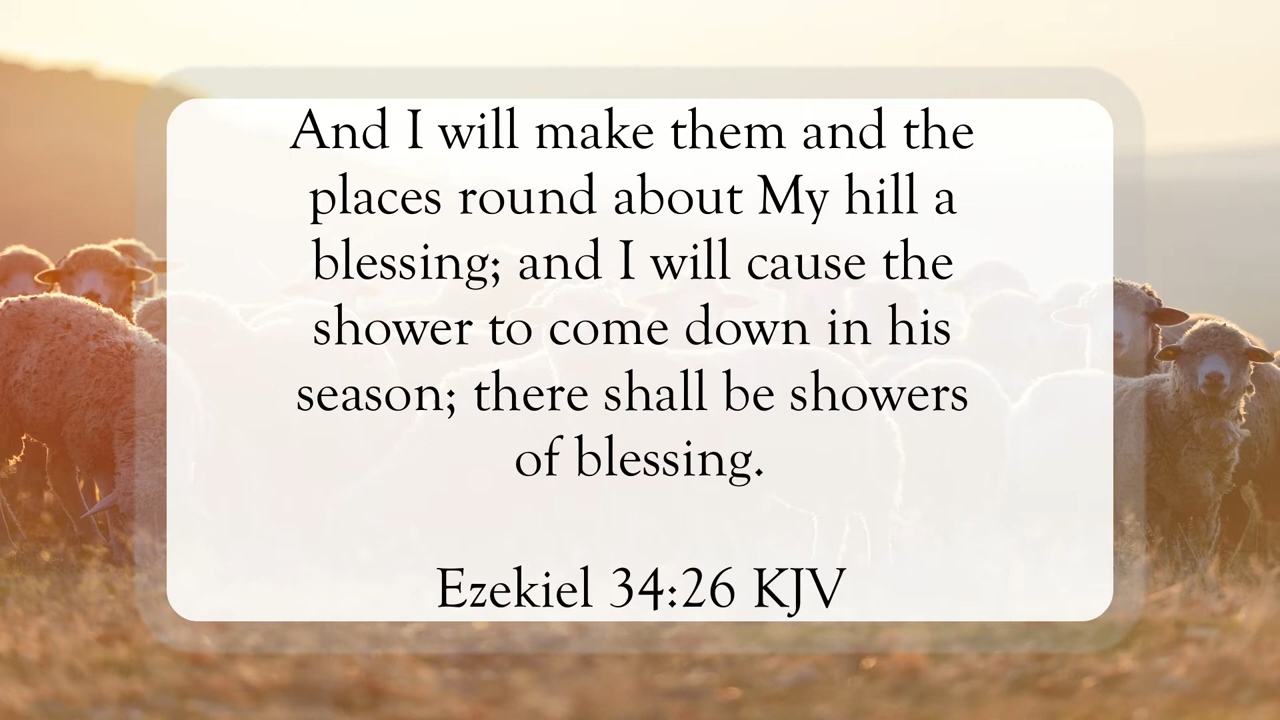 And I will make them and the
places round about My hill a
blessing; and I will cause the
shower to come down in his
season; there shall be showers
of blessing.
Ezekiel 34:26 KJV